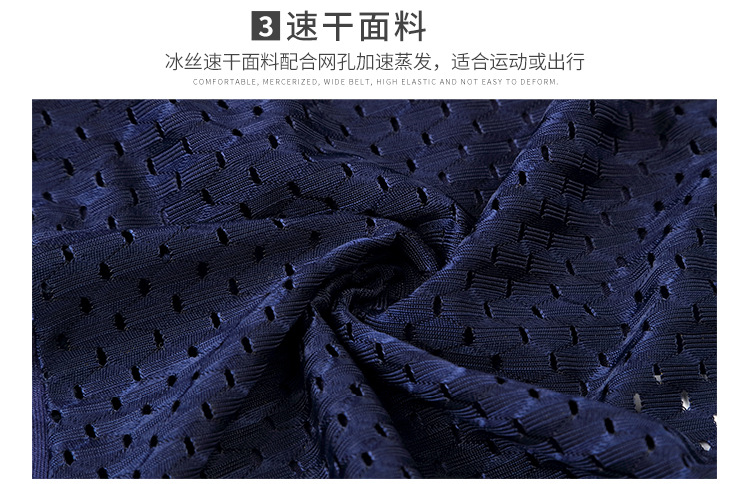 3 速干面料
冰丝速干面料配合网孔加速蒸发，适合运动或出行
COMFORTABLE, MERCERIZED, WIDE BELT, HIGH ELASTIC AND NOT EASY TO DEFORM.